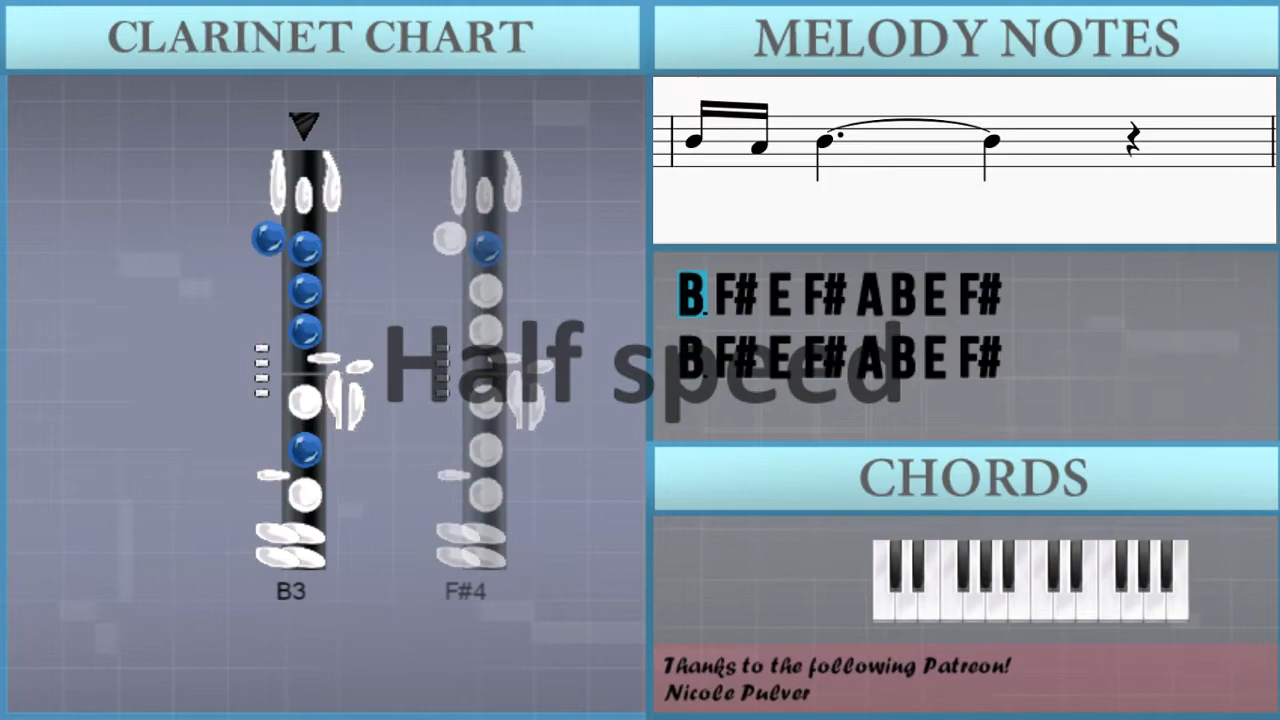 CLARINET CHART
MELODY NOTES
B. F# E F# A B E F#
B. F# E F# A B E F#
Half speed
CHORDS
B3
F#4
Thanks to the following Patreon!
Nicole Pulver